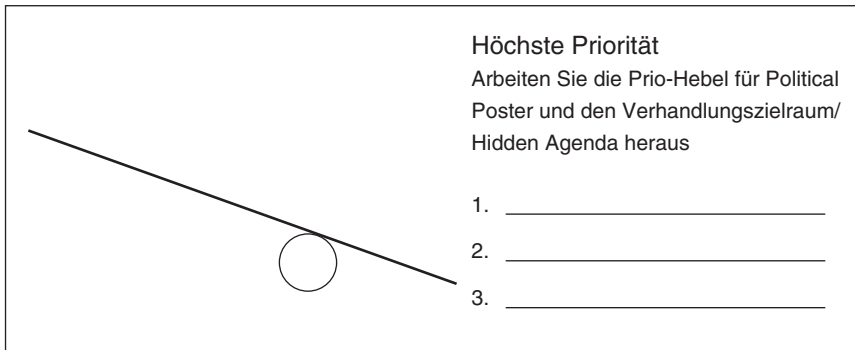 Höchste Priorität
Arbeiten Sie die Prio-Hebel für Political
Poster und den Verhandlungszielraum/
Hidden Agenda heraus
1.
2.
3.